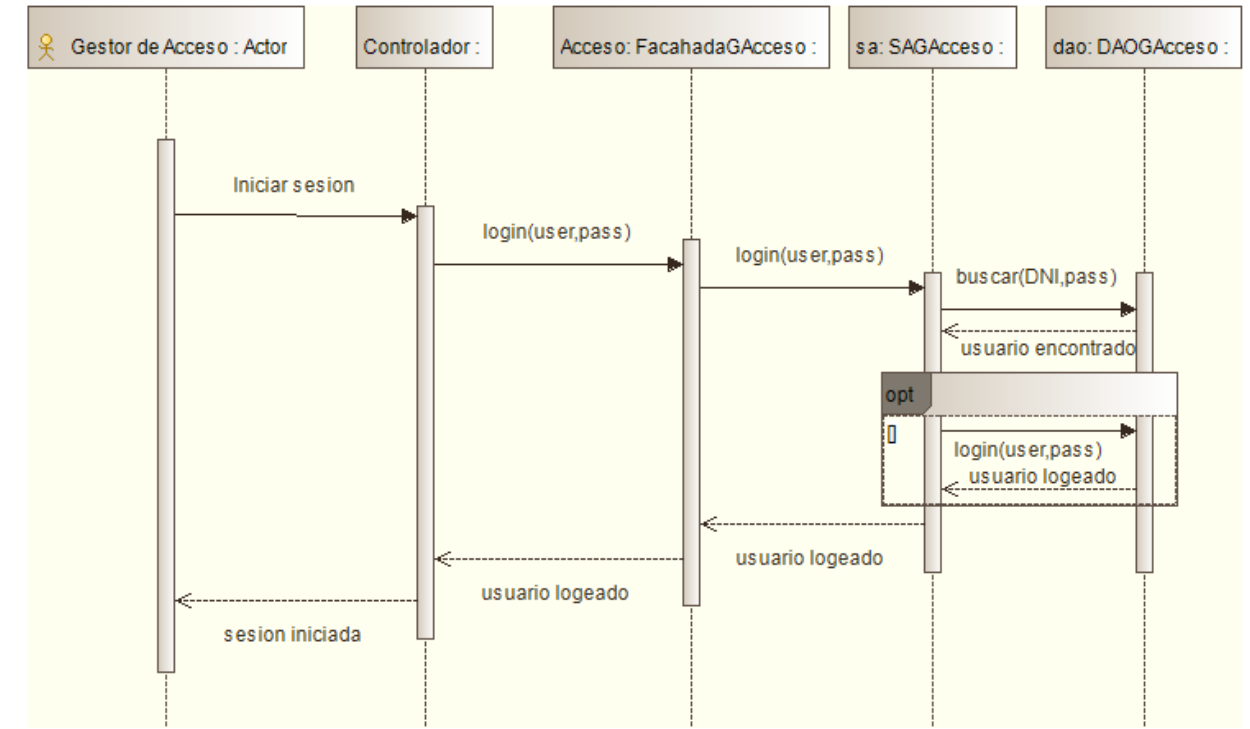 Gestor de Acceso : Actor
Controlador :
Acceso: FacahadaGAcceso :
sa: SAGAcceso :
dao: DAOGAcceso :
Iniciar sesion
login(user,pass)
login(user,pass)
buscar(DNI,pass)
usuario encontrado
opt
[]
login(user,pass)
usuario logeado
usuario logeado
usuario logeado
sesion iniciada